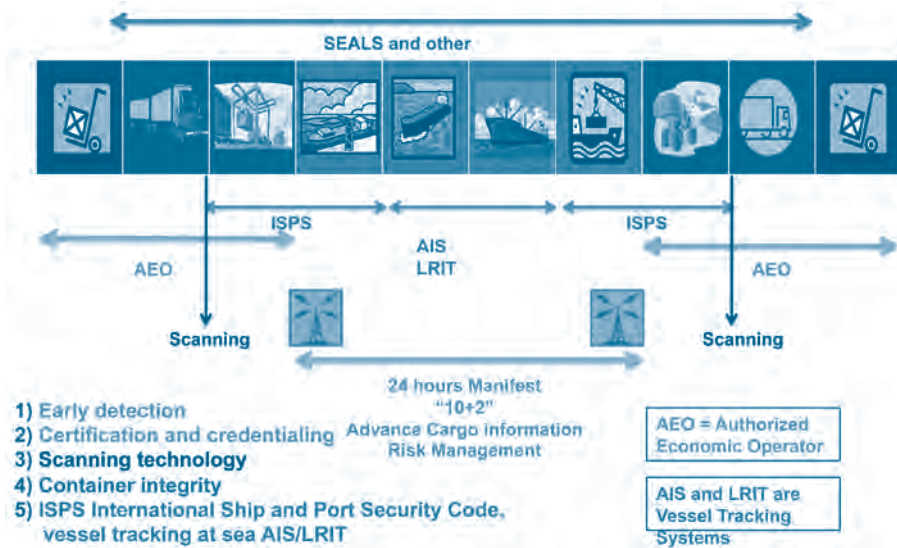 SEALS and other
ISPS
ISPS
AIS
LRIT
AEO
AEO
Scanning
Scanning
24 hours Manifest
"10+2"
Advance Cargo information
Risk Management
1) Early detection
2) Certification and credentialing
3) Scanning technology
4) Container integrity
5) ISPS International Ship and Port Security Code,
vessel tracking at sea AIS/LRIT
AEO = Authorized
Economic Operator
AIS and LRIT are
Vessel Tracking
Systems